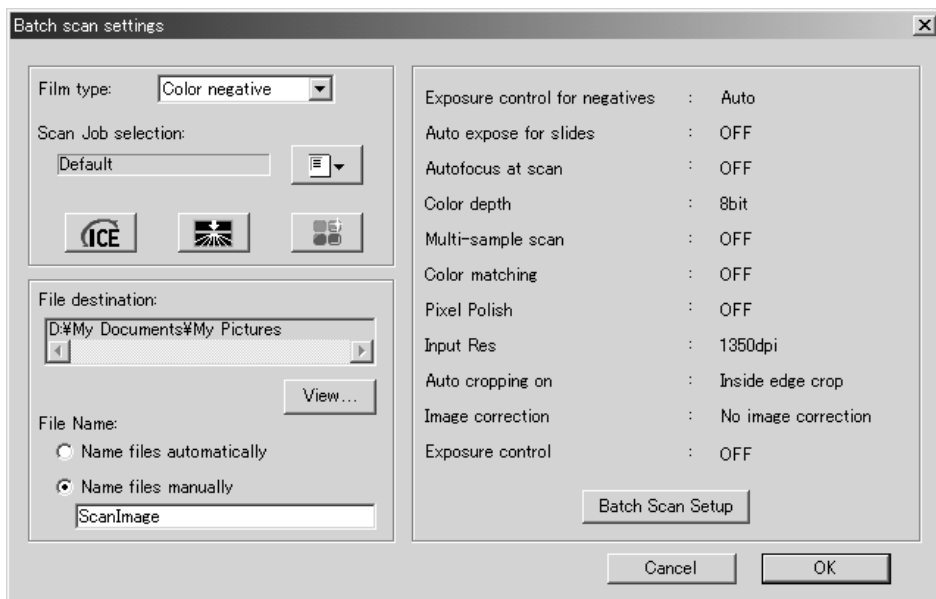 Batch scan settings
Film type: Color negative
Scan Job selection:
Default
ICE
File destination:
D:¥My Documents¥My Pictures
View...
File Name:
Name files automatically
Name files manually
ScanImage
Exposure control for negatives : Auto
Auto expose for slides : OFF
Autofocus at scan : OFF
Color depth : 8bit
Multi-sample scan : OFF
Color matching : OFF
Pixel Polish : OFF
Input Res : 1350dpi
Auto cropping on : Inside edge crop
Image correction : No image correction
Exposure control : OFF
Batch Scan Setup
Cancel
OK